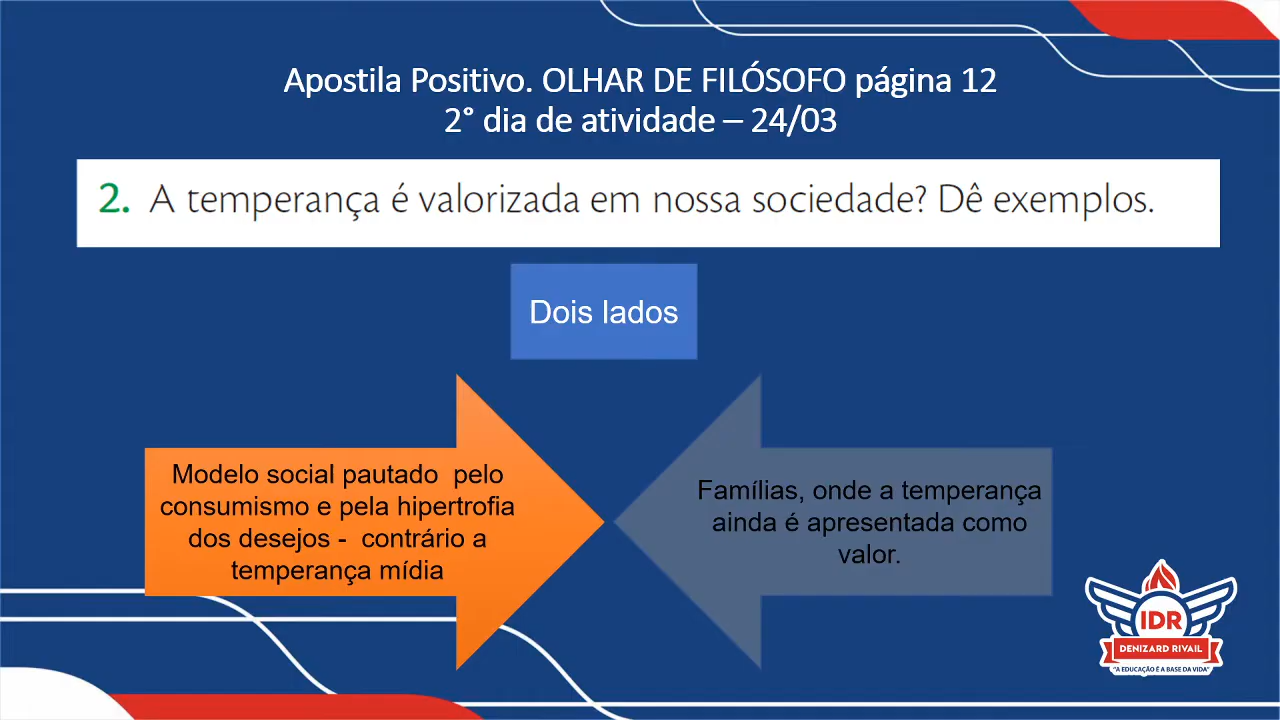 Apostila Positivo. OLHAR DE FILÓSOFO página 12
2° dia de atividade – 24/03
2. A temperança é valorizada em nossa sociedade? Dê exemplos.
Dois lados
Modelo social pautado  pelo
consumismo e pela hipertrofia
dos desejos -  contrário a
temperança mídia
Famílias, onde a temperança
ainda é apresentada como
valor.
IDR
DENIZARD RIVAIL
"A EDUCAÇÃO É A BASE DA VIDA"